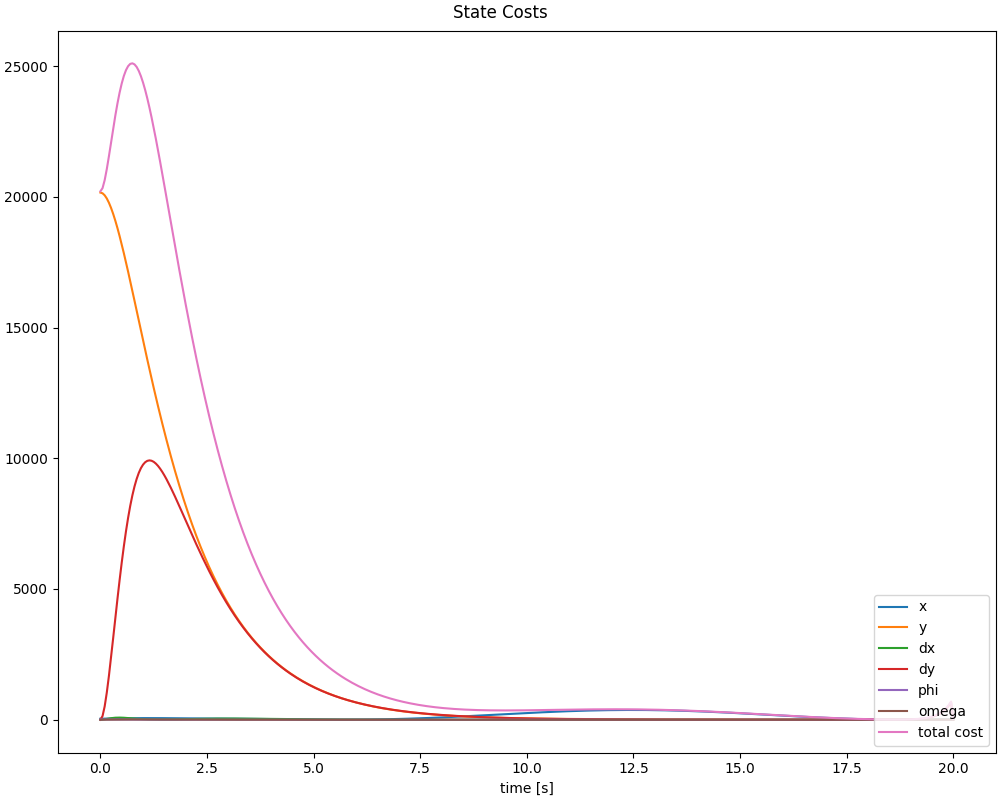 State Costs
25000
20000
15000
10000
5000
0
x
y
dx
dy
phi
omega
total cost
0.0 2.5 5.0 7.5 10.0 12.5 15.0 17.5 20.0
time [s]